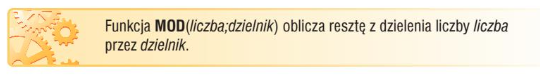 Funkcja MOD(liczba;dzielnik) oblicza resztę z dzielenia liczby liczba
przez dzielnik.